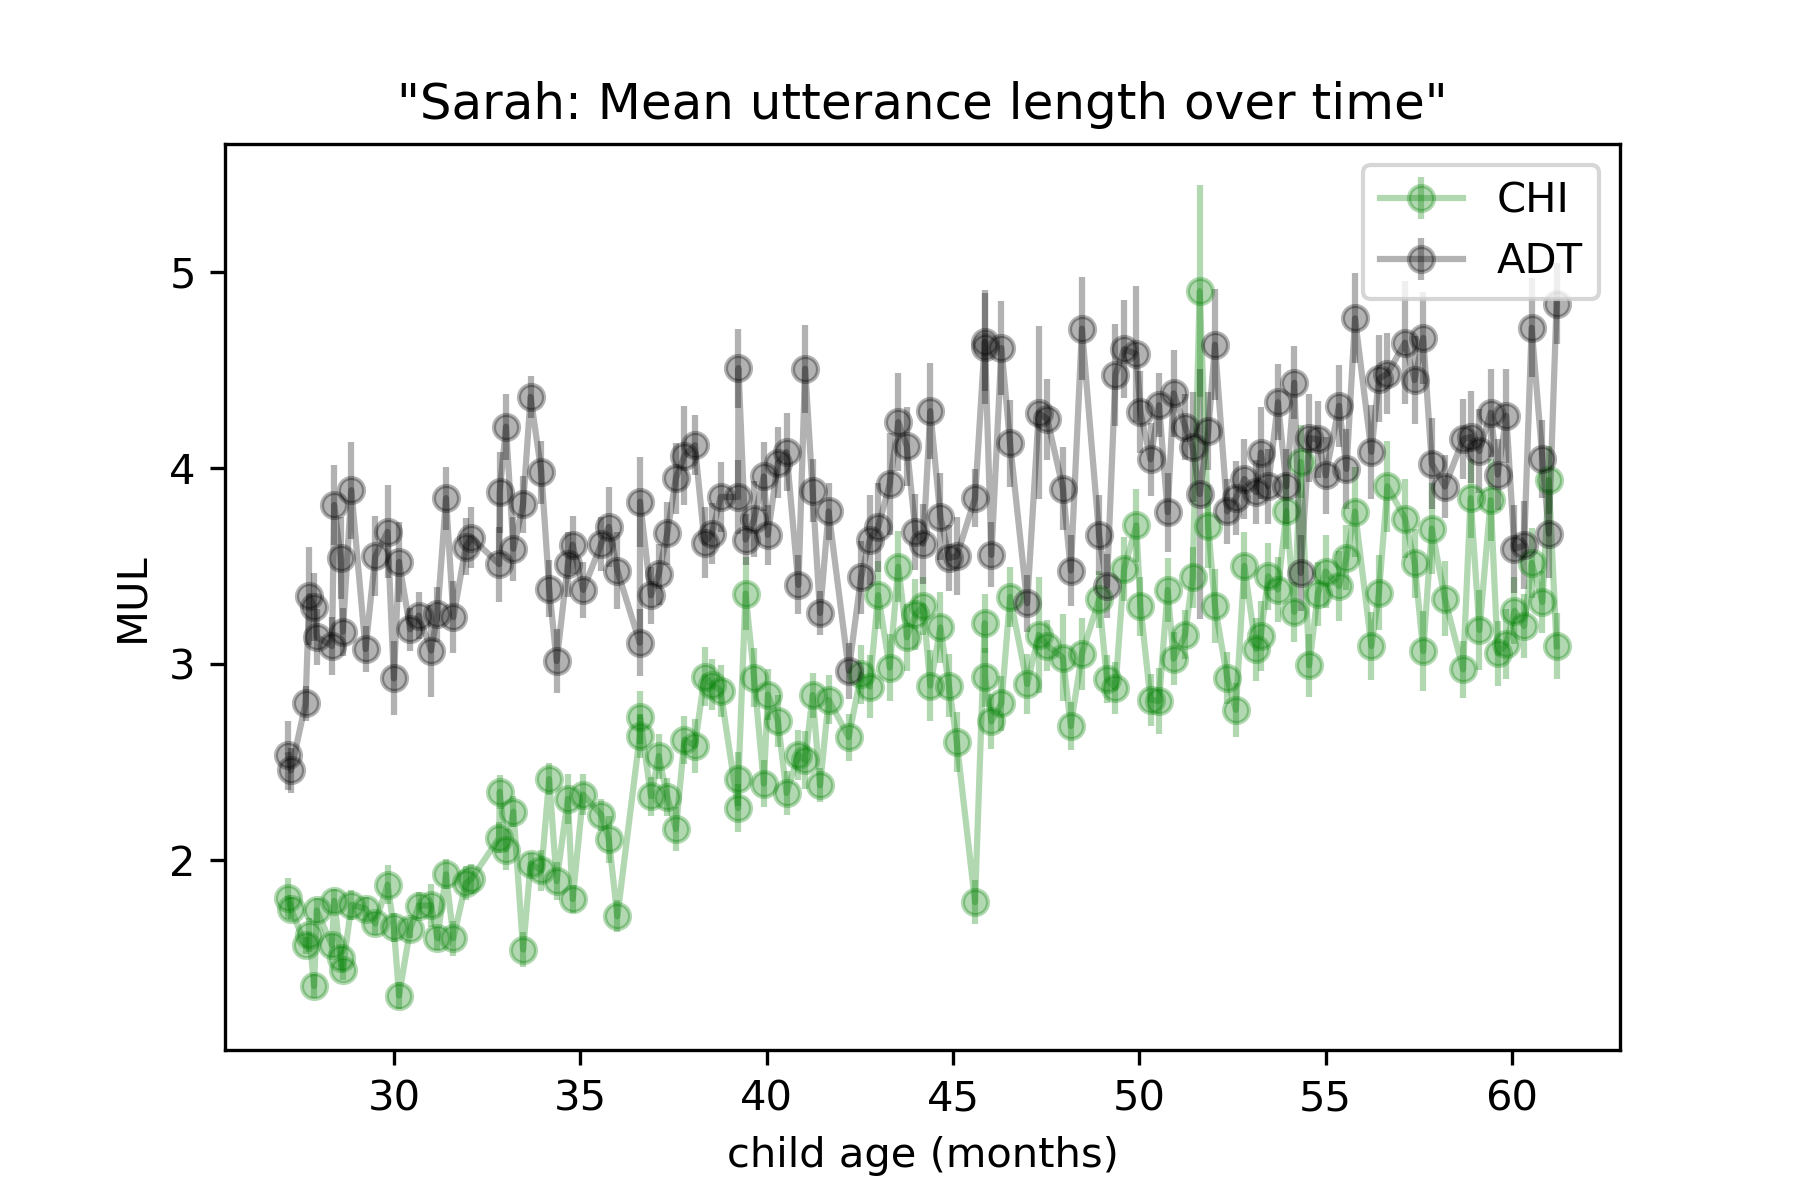 "Sarah: Mean utterance length over time"
CHI
ADT
5
4
3
2
MUL
30 35 40 45 50 55 60
child age (months)